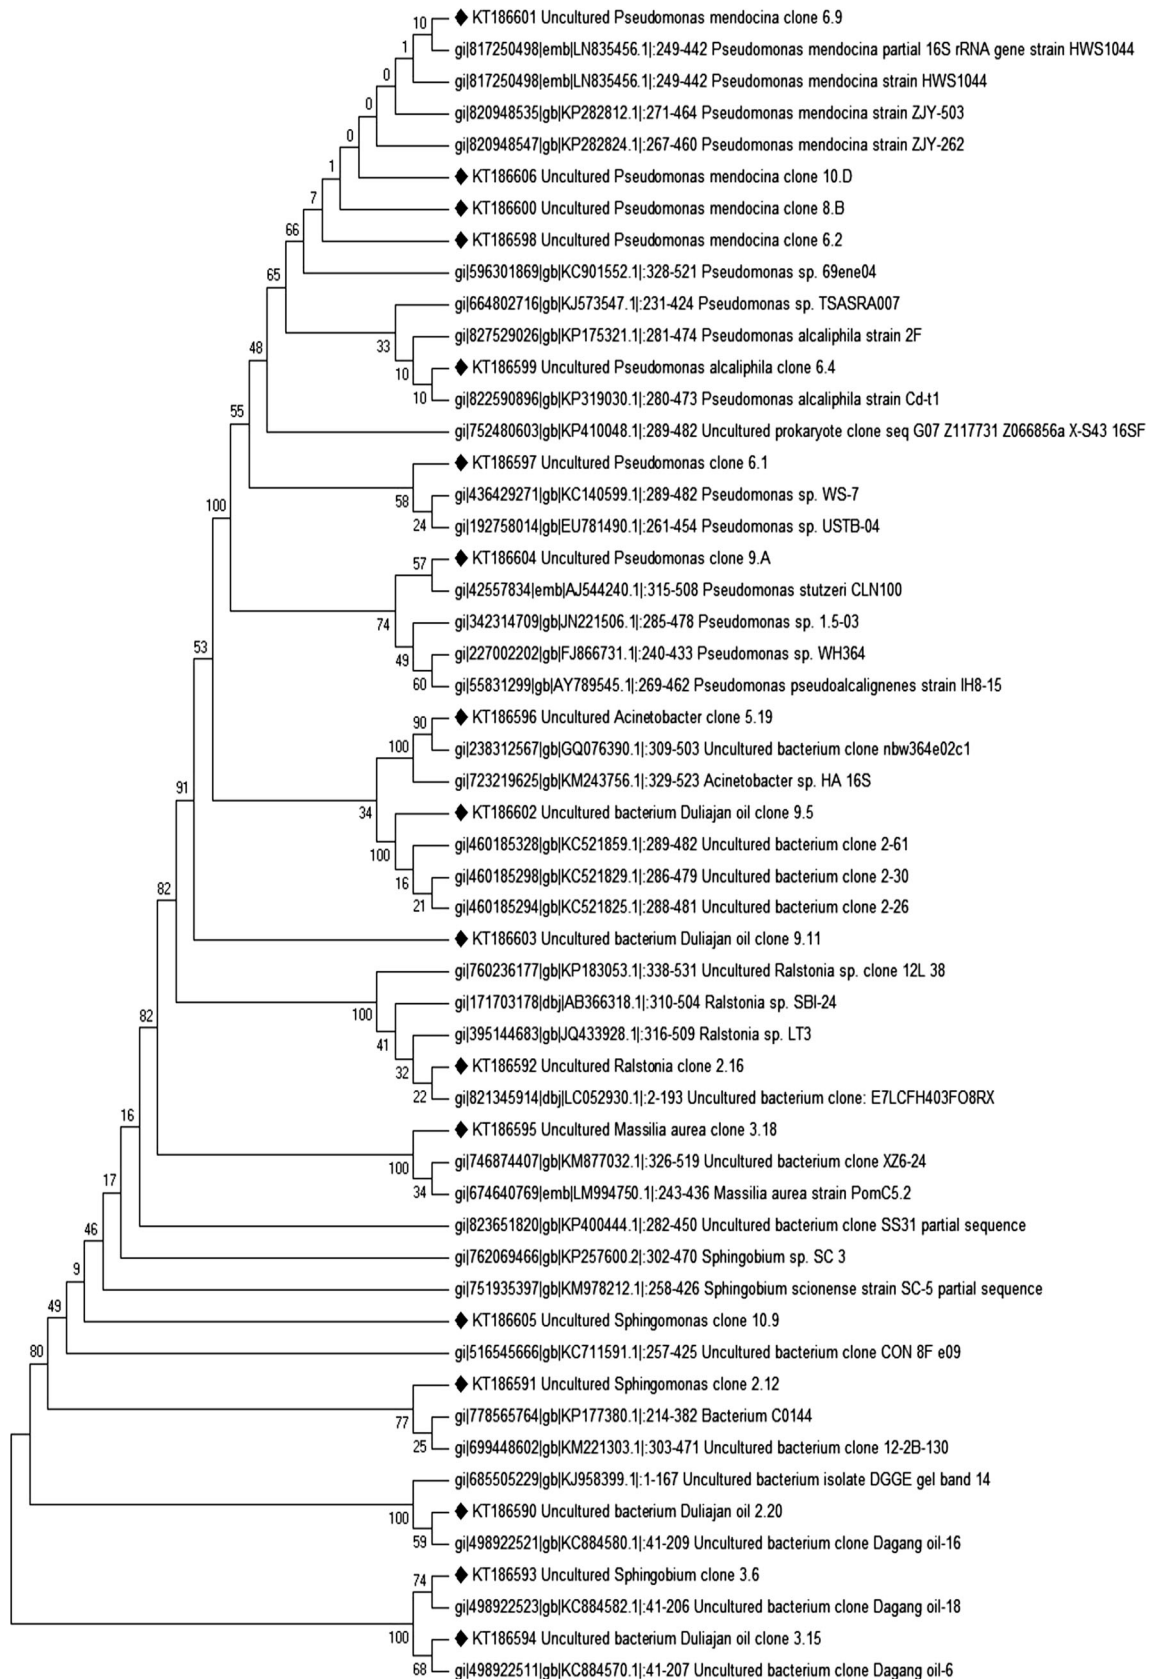 10 ◆ KT186601 Uncultured Pseudomonas mendocina clone 6.9
gi|817250498|emb|LN835456.1|:249-442 Pseudomonas mendocina partial 16S rRNA gene strain HWS1044
1
gi|817250498|emb|LN835456.1|:249-442 Pseudomonas mendocina strain HWS1044
0
gi|820948535|gb|KP282812.1|:271-464 Pseudomonas mendocina strain ZJY-503
0
gi|820948547|gb|KP282824.1|:267-460 Pseudomonas mendocina strain ZJY-262
0
1 ◆ KT186606 Uncultured Pseudomonas mendocina clone 10.D
7 ◆ KT186600 Uncultured Pseudomonas mendocina clone 8.B
66 ◆ KT186598 Uncultured Pseudomonas mendocina clone 6.2
65 gi|596301869|gb|KC901552.1|:328-521 Pseudomonas sp. 69ene04
gi|664802716|gb|KJ573547.1|:231-424 Pseudomonas sp. TSASRA007
48 33 gi|827529026|gb|KP175321.1|:281-474 Pseudomonas alcaliphila strain 2F
10 ◆ KT186599 Uncultured Pseudomonas alcaliphila clone 6.4
55 10 gi|822590896|gb|KP319030.1|:280-473 Pseudomonas alcaliphila strain Cd-t1
gi|752480603|gb|KP410048.1|:289-482 Uncultured prokaryote clone seq G07 Z117731 Z066856a X-S43 16SF
◆ KT186597 Uncultured Pseudomonas clone 6.1
100 58 gi|436429271|gb|KC140599.1|:289-482 Pseudomonas sp. WS-7
24 gi|192758014|gb|EU781490.1|:261-454 Pseudomonas sp. USTB-04
57 ◆ KT186604 Uncultured Pseudomonas clone 9.A
gi|42557834|emb|AJ544240.1|:315-508 Pseudomonas stutzeri CLN100
74 gi|342314709|gb|JN221506.1|:285-478 Pseudomonas sp. 1.5-03
53 49 gi|227002202|gb|FJ866731.1|:240-433 Pseudomonas sp. WH364
60 gi|55831299|gb|AY789545.1|:269-462 Pseudomonas pseudoalcalignenes strain IH8-15
90 ◆ KT186596 Uncultured Acinetobacter clone 5.19
100 gi|238312567|gb|GQ076390.1|:309-503 Uncultured bacterium clone nbw364e02c1
91 gi|723219625|gb|KM243756.1|:329-523 Acinetobacter sp. HA 16S
34 ◆ KT186602 Uncultured bacterium Duliajan oil clone 9.5
100 gi|460185328|gb|KC521859.1|:289-482 Uncultured bacterium clone 2-61
82 16 gi|460185298|gb|KC521829.1|:286-479 Uncultured bacterium clone 2-30
21 gi|460185294|gb|KC521825.1|:288-481 Uncultured bacterium clone 2-26
◆ KT186603 Uncultured bacterium Duliajan oil clone 9.11
gi|760236177|gb|KP183053.1|:338-531 Uncultured Ralstonia sp. clone 12L 38
82 100 gi|171703178|dbj|AB366318.1|:310-504 Ralstonia sp. SBI-24
41 gi|395144683|gb|JQ433928.1|:316-509 Ralstonia sp. LT3
32 ◆ KT186592 Uncultured Ralstonia clone 2.16
22 gi|821345914|dbj|LC052930.1|:2-193 Uncultured bacterium clone: E7LCFH403FO8RX
16 ◆ KT186595 Uncultured Massilia aurea clone 3.18
100 gi|746874407|gb|KM877032.1|:326-519 Uncultured bacterium clone XZ6-24
17 34 gi|674640769|emb|LM994750.1|:243-436 Massilia aurea strain PomC5.2
46 gi|823651820|gb|KP400444.1|:282-450 Uncultured bacterium clone SS31 partial sequence
9 gi|762069466|gb|KP257600.2|:302-470 Sphingobium sp. SC 3
gi|751935397|gb|KM978212.1|:258-426 Sphingobium scionense strain SC-5 partial sequence
49 ◆ KT186605 Uncultured Sphingomonas clone 10.9
80 gi|516545666|gb|KC711591.1|:257-425 Uncultured bacterium clone CON 8F e09
◆ KT186591 Uncultured Sphingomonas clone 2.12
77 gi|778565764|gb|KP177380.1|:214-382 Bacterium C0144
25 gi|699448602|gb|KM221303.1|:303-471 Uncultured bacterium clone 12-2B-130
gi|685505229|gb|KJ958399.1|:1-167 Uncultured bacterium isolate DGGE gel band 14
100 ◆ KT186590 Uncultured bacterium Duliajan oil 2.20
59 gi|498922521|gb|KC884580.1|:41-209 Uncultured bacterium clone Dagang oil-16
74 ◆ KT186593 Uncultured Sphingobium clone 3.6
gi|498922523|gb|KC884582.1|:41-206 Uncultured bacterium clone Dagang oil-18
100 ◆ KT186594 Uncultured bacterium Duliajan oil clone 3.15
68 gi|498922511|gb|KC884570.1|:41-207 Uncultured bacterium clone Dagang oil-6